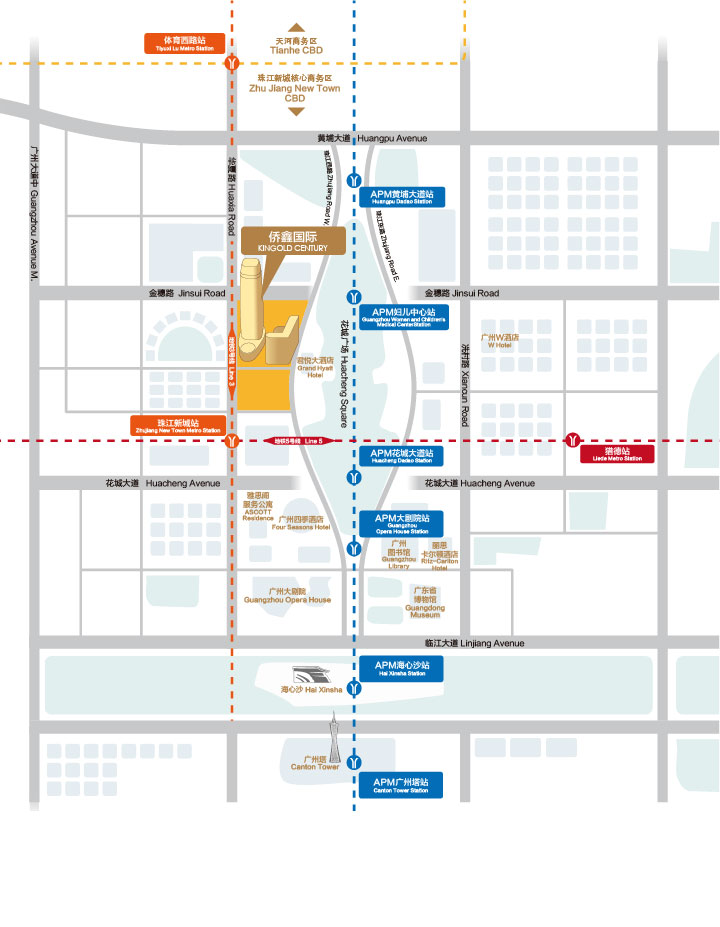 体育西路站
Tiyuxi Lu Metro Station
天河商务区
Tianhe CBD
珠江新城核心商务区
Zhu Jiang New Town
CBD
黄埔大道 Huangpu Avenue
广州大道中 Guangzhou Avenue M.
华夏路 Huaxia Road
珠江西路 Zhujiang Road W.
珠江东路 Zhujiang Road E.
APM黄埔大道站
Huangpu Dadao Station
侨鑫国际
KINGOLD CENTURY
金穗路 Jinsui Road
金穗路 Jinsui Road
APM妇儿中心站
Guangzhou Women and Children's
Medical CenterStation
地铁3号线 Line 3
花城广场 Huacheng Square
君悦大酒店
Grand Hyatt
Hotel
广州W酒店
W Hotel
冼村路 Xiancun Road
珠江新城站
Zhujiang New Town Metro Station
地铁5号线 Line 5
猎德站
Liede Metro Station
APM花城大道站
Huacheng Dadao Station
花城大道 Huacheng Avenue
花城大道 Huacheng Avenue
雅思阁
服务公寓
ASCOTT
Residence
广州四季酒店
Four Seasons Hotel
APM大剧院站
Guangzhou
Opera House Station
广州
图书馆
Guangzhou
Library
丽思
卡尔顿酒店
Ritz-Carlton
Hotel
广州大剧院
Guangzhou Opera House
广东省
博物馆
Guangdong
Museum
临江大道 Linjiang Avenue
APM海心沙站
Hai Xinsha Station
海心沙 Hai Xinsha
广州塔
Canton Tower
APM广州塔站
Canton Tower Station